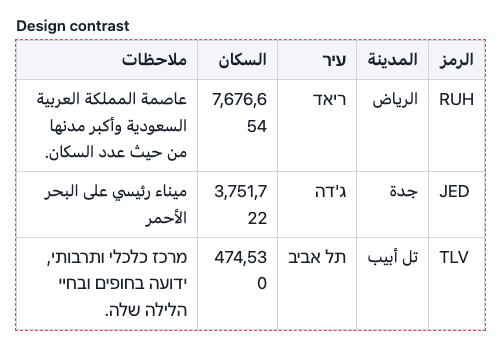 Design contrast
الرمز المدينة עיר السكان ملاحظات
RUH الرياض ריאד 7,676,6 عاصمة المملكة العربية
54 السعودية وأكبر مدنها
من حيث عدد السكان.
JED جدة ג'דה 3,751,7 ميناء رئيسي على البحر
22 الأحمر
TLV تل أبيب תל אביב 474,53 מרכז כלכלי ותרבותי,
0 ידועה בחופים ובחיי
הלילה שלה.